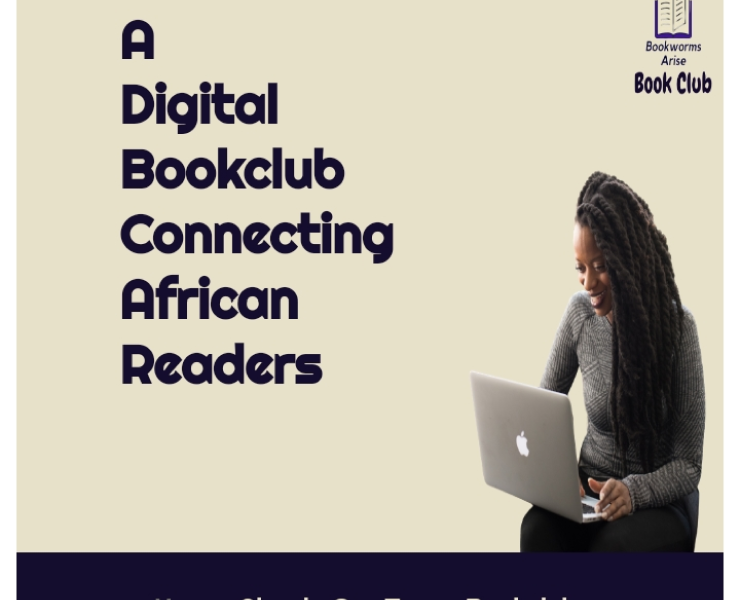 A
Digital
Bookclub
Connecting
African
Readers
Bookworms
Arise
Book Club